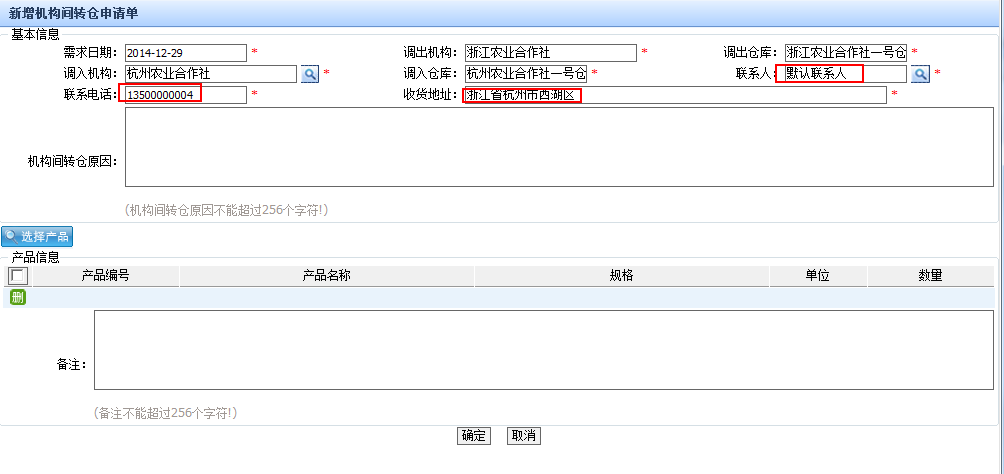 新增机构间转仓申请单
基本信息
需求日期： 2014-12-29 * 调出机构： 浙江农业合作社 * 调出仓库： 浙江农业合作社一号仓 *
调入机构： 杭州农业合作社 * 调入仓库： 杭州农业合作社一号仓 * 联系人： 默认联系人 *
联系电话： 13500000004 * 收货地址： 浙江省杭州市西湖区 *
机构间转仓原因：
(机构间转仓原因不能超过256个字符!)
选择产品
产品信息
产品编号 产品名称 规格 单位 数量
删
备注：
(备注不能超过256个字符!)
确定 取消